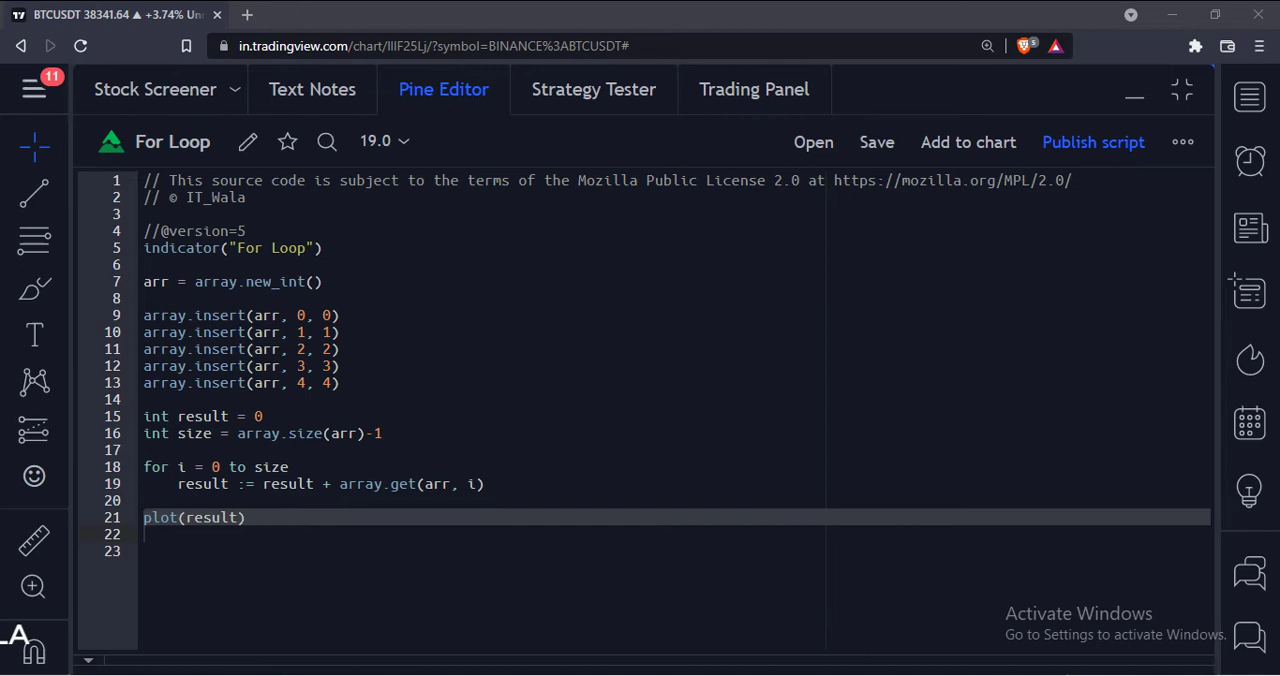 BTCUSDT 38341.64 ▲ +3.74% Un
in.tradingview.com/chart/IIIF25Lj/?symbol=BINANCE%3ABTCUSDT#
5
11
Stock Screener
Text Notes
Pine Editor
Strategy Tester
Trading Panel
For Loop
19.0
Open
Save
Add to chart
Publish script
1 // This source code is subject to the terms of the Mozilla Public License 2.0 at https://mozilla.org/MPL/2.0/
2 // © IT_Wala
3
4 //@version=5
5 indicator("For Loop")
6
7 arr = array.new_int()
8
9 array.insert(arr, 0, 0)
10 array.insert(arr, 1, 1)
11 array.insert(arr, 2, 2)
12 array.insert(arr, 3, 3)
13 array.insert(arr, 4, 4)
14
15 int result = 0
16 int size = array.size(arr)-1
17
18 for i = 0 to size
19     result := result + array.get(arr, i)
20
21 plot(result)
22
23
LA
Activate Windows
Go to Settings to activate Windows.